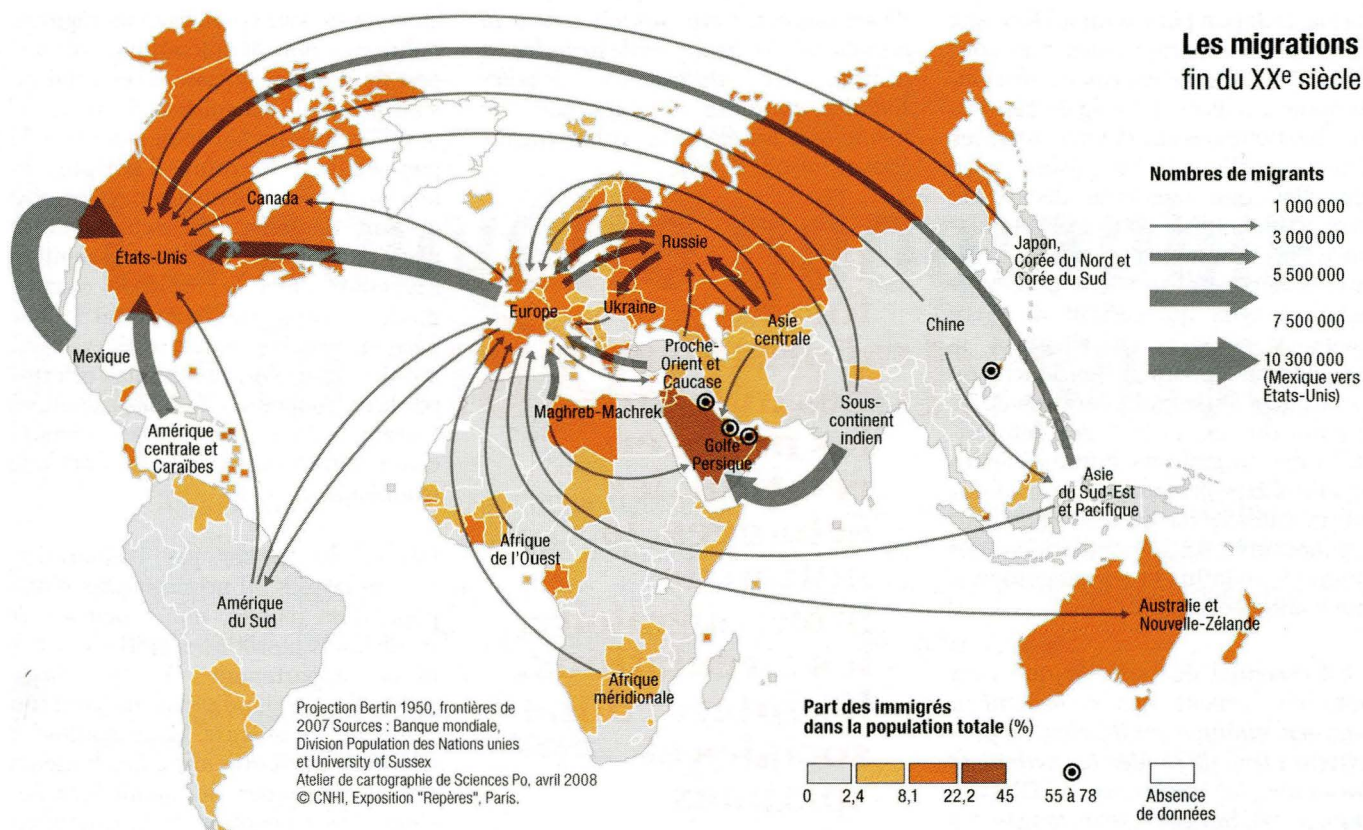 Les migrations
fin du XXe siècle
Nombres de migrants
1 000 000
3 000 000
5 500 000
7 500 000
10 300 000
(Mexique vers
États-Unis)
Canada
États-Unis
Mexique
Amérique
centrale et
Caraïbes
Amérique
du Sud
Europe
Russie
Ukraine
Asie
centrale
Proche-
Orient et
Caucase
Maghreb-Machrek
Golfe
Persique
Sous-
continent
indien
Chine
Japon,
Corée du Nord et
Corée du Sud
Asie
du Sud-Est
et Pacifique
Afrique
de l'Ouest
Afrique
méridionale
Australie et
Nouvelle-Zélande
Projection Bertin 1950, frontières de
2007 Sources : Banque mondiale,
Division Population des Nations unies
et University of Sussex
Atelier de cartographie de Sciences Po, avril 2008
© CNHI, Exposition "Repères", Paris.
Part des immigrés
dans la population totale (%)
0 2,4 8,1 22,2 45
55 à 78
Absence
de données